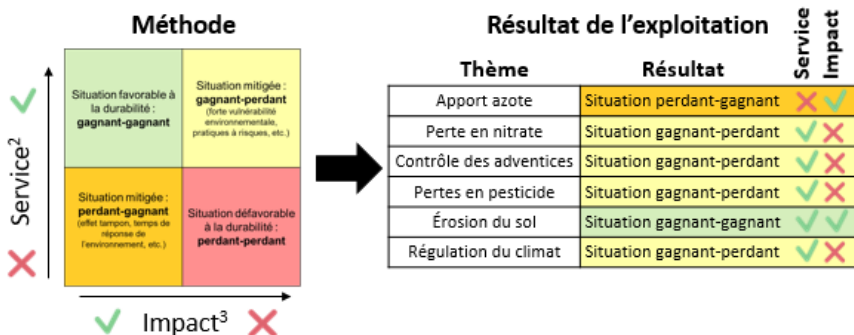 Méthode
Service²
Situation favorable à
la durabilité :
gagnant-gagnant
Situation mitigée :
gagnant-perdant
(forte vulnérabilité
environnementale,
pratiques à risques, etc.)
Situation mitigée :
perdant-gagnant
(effet tampon, temps de
réponse de
l'environnement, etc.)
Situation défavorable à
la durabilité :
perdant-perdant
Impact³
Résultat de l'exploitation
Thème Résultat Service Impact
Apport azote Situation perdant-gagnant
Perte en nitrate Situation gagnant-perdant
Contrôle des adventices Situation gagnant-perdant
Pertes en pesticide Situation gagnant-perdant
Érosion du sol Situation gagnant-gagnant
Régulation du climat Situation gagnant-perdant